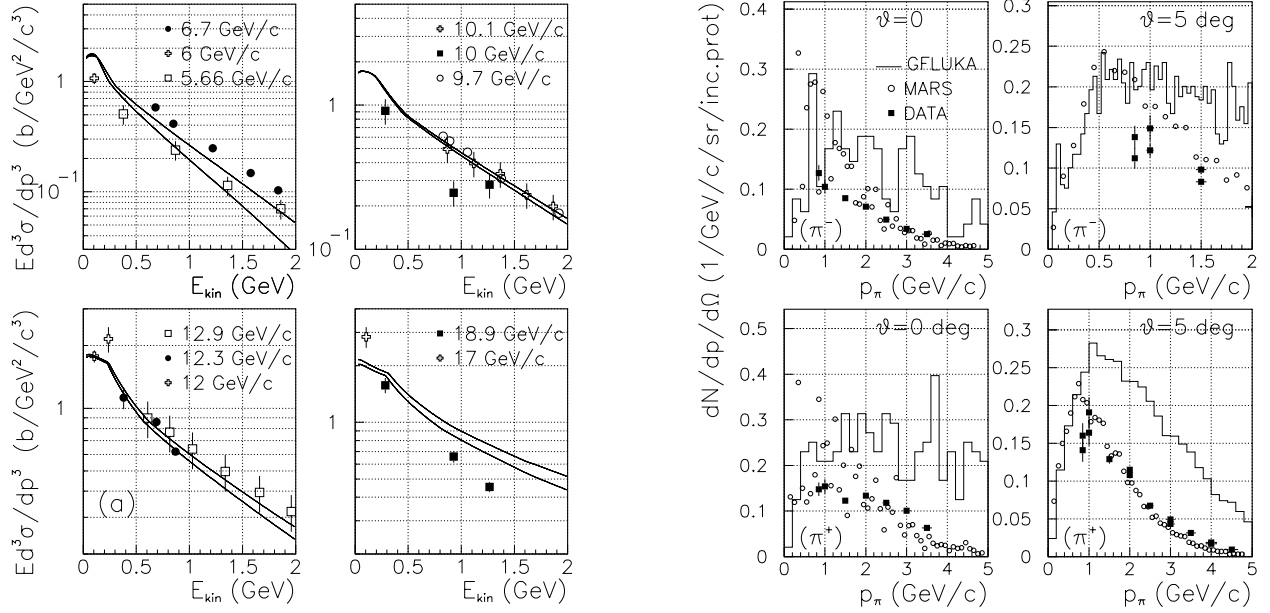 Ed³σ/dp³ (b/GeV²/c³)
6.7 GeV/c
6 GeV/c
5.66 GeV/c
1
10⁻¹
0 0.5 1 1.5 2
E_kin (GeV)
10.1 GeV/c
10 GeV/c
9.7 GeV/c
1
10⁻¹
0 0.5 1 1.5 2
E_kin (GeV)
Ed³σ/dp³ (b/GeV²/c³)
12.9 GeV/c
12.3 GeV/c
12 GeV/c
1
(a)
0 0.5 1 1.5 2
E_kin (GeV)
18.9 GeV/c
17 GeV/c
1
0 0.5 1 1.5 2
E_kin (GeV)
dN/dp/dΩ (1/GeV/c/sr/inc.prot)
ϑ=0
GFLUKA
MARS
DATA
0.4
0.3
0.2
0.1
0
(π⁻)
0 1 2 3 4 5
p_π (GeV/c)
ϑ=5 deg
0.3
0.25
0.2
0.15
0.1
0.05
0
(π⁻)
0 0.5 1 1.5 2
p_π (GeV/c)
ϑ=0 deg
0.5
0.4
0.3
0.2
0.1
0
(π⁺)
0 1 2 3 4 5
p_π (GeV/c)
ϑ=5 deg
0.3
0.25
0.2
0.15
0.1
0.05
0
(π⁺)
0 1 2 3 4 5
p_π (GeV/c)